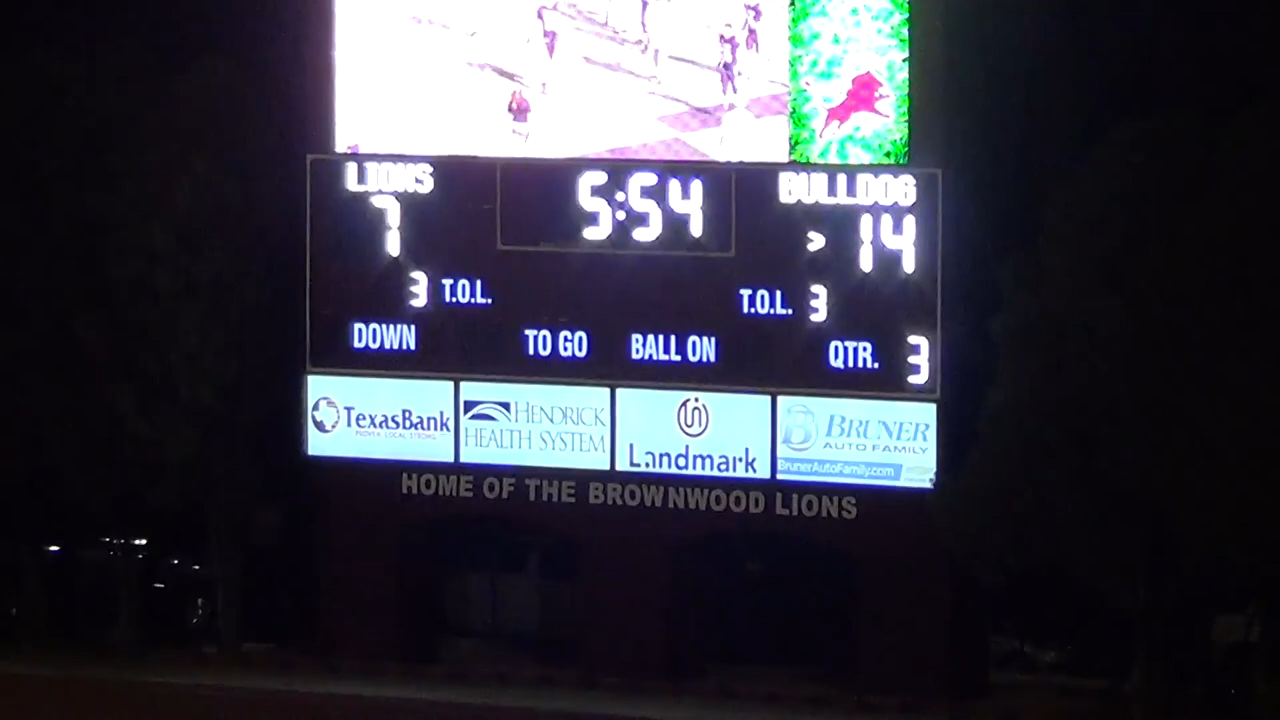 LIONS 5:54 BULLDOG
7 > 14
3 T.O.L. T.O.L. 3
DOWN TO GO BALL ON QTR. 3
TexasBank
HENDRICK
HEALTH SYSTEM
Landmark
BRUNER
AUTO FAMILY
BrunerAutoFamily.com
HOME OF THE BROWNWOOD LIONS